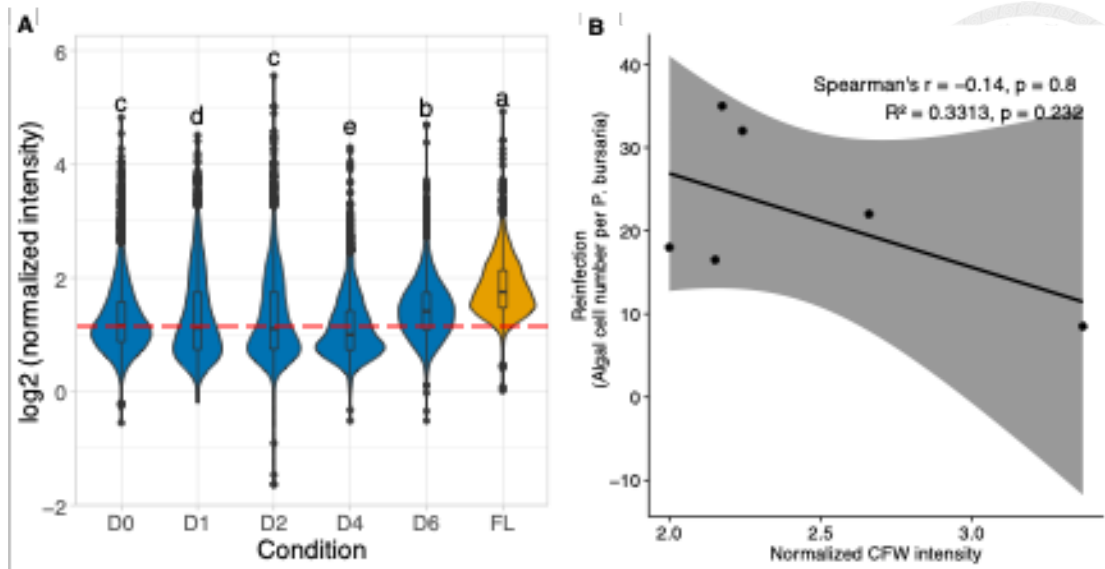 A
6
4
2
0
−2
log2 (normalized intensity)
c
d
c
e
b
a
D0 D1 D2 D4 D6 FL
Condition
B
40
30
20
10
0
−10
Reinfection
(Algal cell number per P. bursaria)
Spearman's r = −0.14, p = 0.8
R² = 0.3313, p = 0.232
2.0 2.5 3.0
Normalized CFW intensity